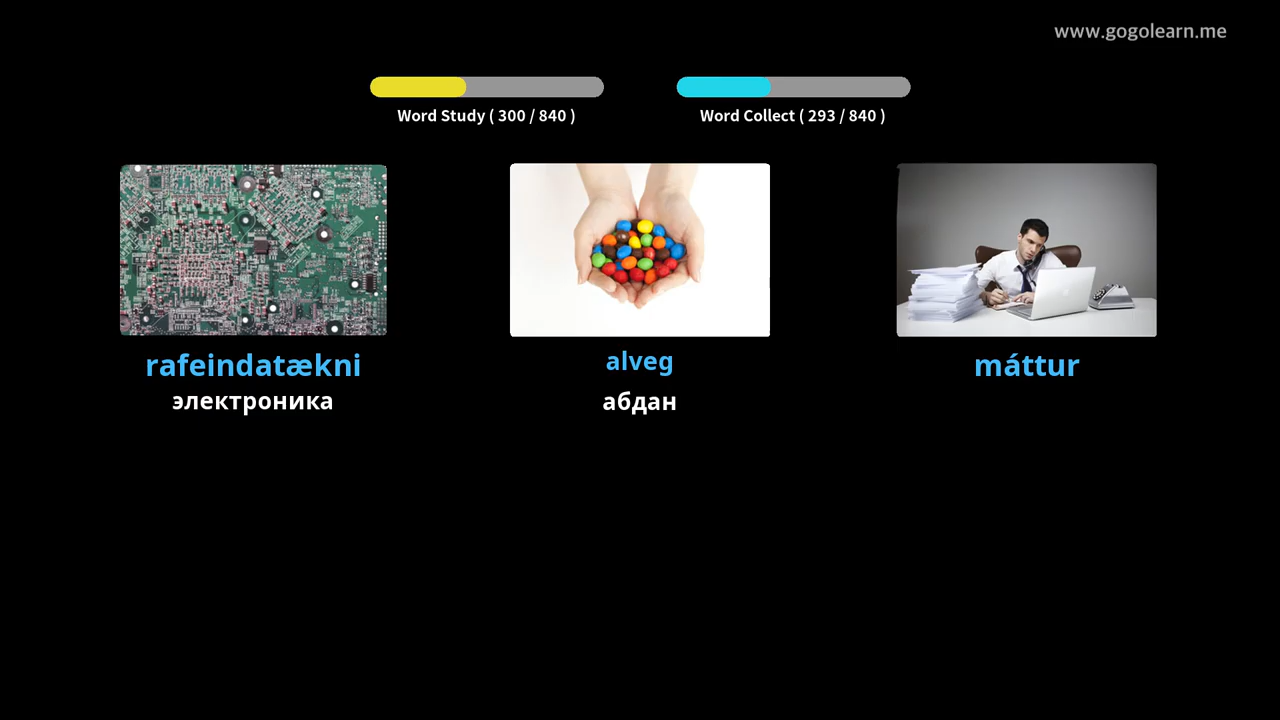 www.gogolearn.me
Word Study ( 300 / 840 )
Word Collect ( 293 / 840 )
rafeindatækni
электроника
alveg
абдан
máttur